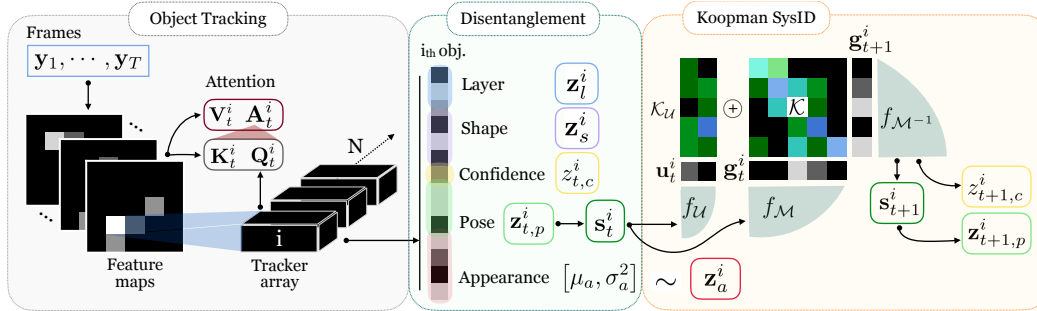 Object Tracking
Frames
y_1, · · · , y_T
Attention
V_t^i A_t^i
K_t^i Q_t^i
N
i
Feature maps
Tracker array
Disentanglement
i_th obj.
Layer
z_l^i
Shape
z_s^i
Confidence
z_{t,c}^i
Pose
z_{t,p}^i
s_t^i
Appearance
[μ_a, σ_a^2]
∼
z_a^i
Koopman SysID
g_{t+1}^i
K_U
⊕
K
f_{M^{-1}}
u_t^i
g_t^i
f_U
f_M
s_{t+1}^i
z_{t+1,c}^i
z_{t+1,p}^i